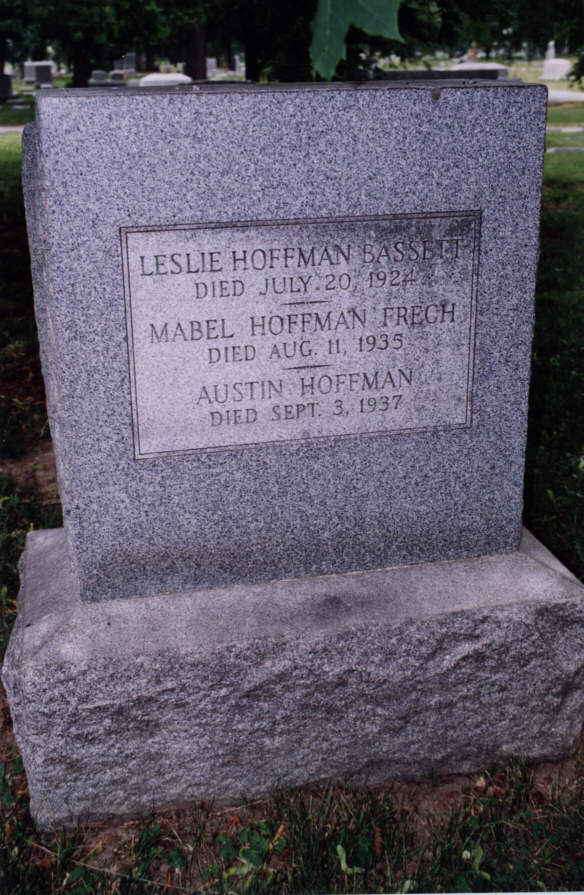 LESLIE HOFFMAN BASSETT
DIED JULY. 20, 1924.
MABEL HOFFMAN FRECH
DIED AUG. 11, 1935
AUSTIN HOFFMAN
DIED SEPT. 3, 1937